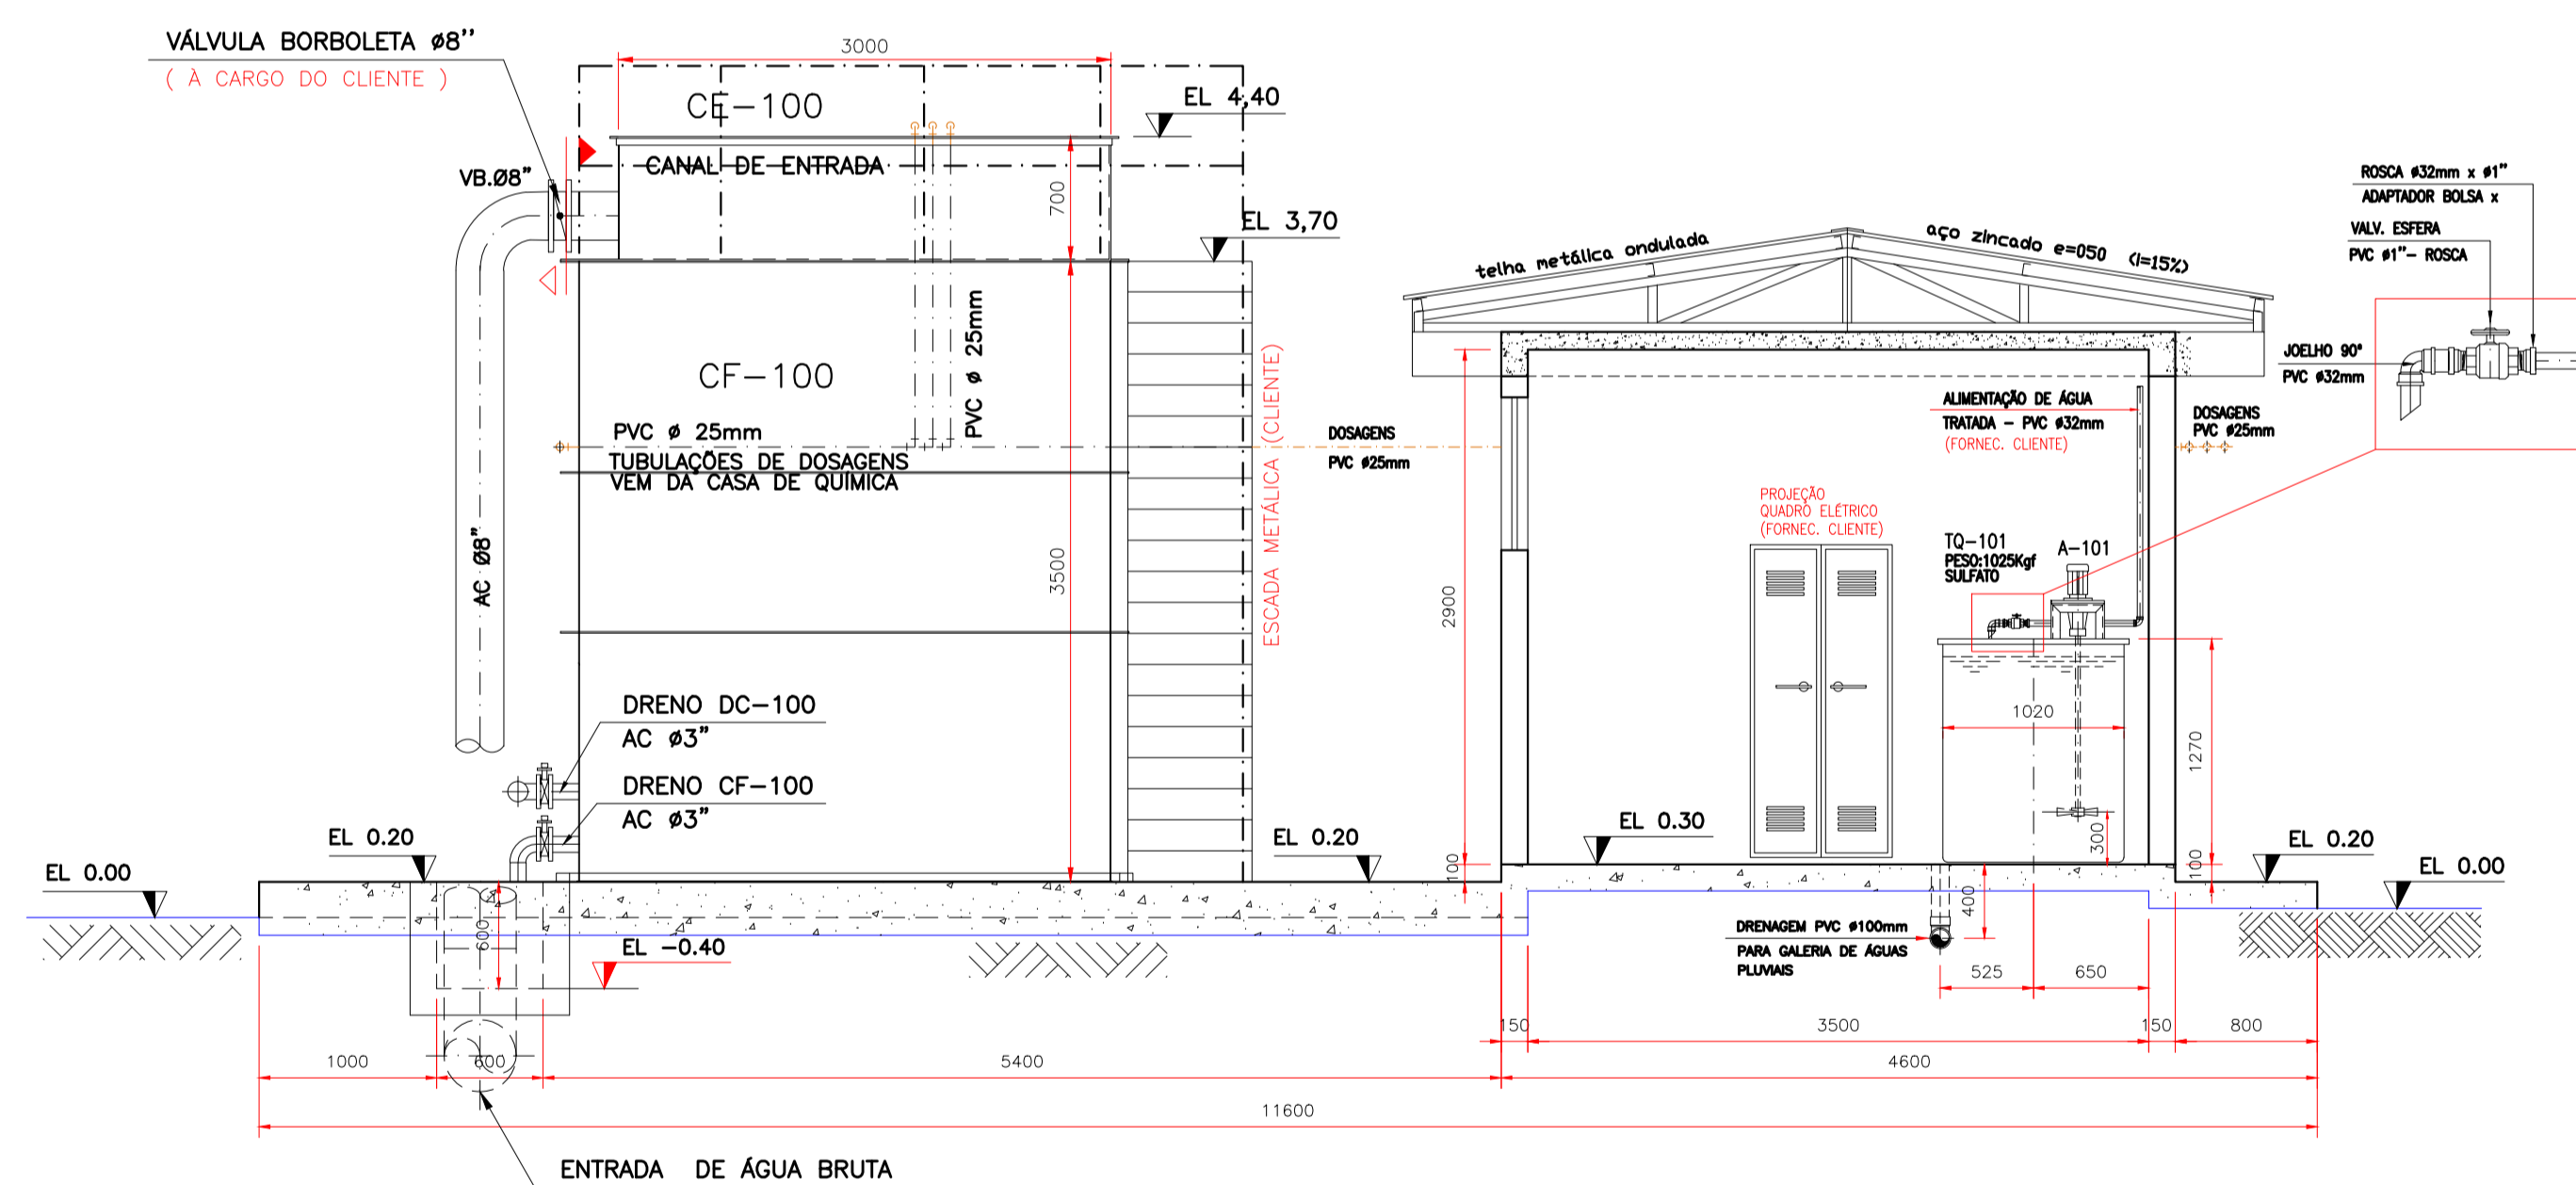 VÁLVULA BORBOLETA ø8''
( À CARGO DO CLIENTE )
3000
CE-100
EL 4,40
CANAL DE ENTRADA
VB.Ø8"
700
EL 3,70
CF-100
PVC ø 25mm
PVC ø 25mm
TUBULAÇÕES DE DOSAGENS
VEM DA CASA DE QUÍMICA
AC Ø8"
3500
ESCADA METÁLICA (CLIENTE)
DRENO DC-100
AC ø3"
DRENO CF-100
AC ø3"
EL 0.20
EL 0.00
600
EL -0.40
EL 0.20
DOSAGENS
PVC ø25mm
telha metálica ondulada
aço zincado e=050 (i=15%)
2900
100
ALIMENTAÇÃO DE ÁGUA
TRATADA - PVC ø32mm
(FORNEC. CLIENTE)
PROJEÇÃO
QUADRO ELÉTRICO
(FORNEC. CLIENTE)
TQ-101
PESO:1025Kgf
SULFATO
A-101
1020
1270
300
100
EL 0.30
EL 0.20
EL 0.00
DOSAGENS
PVC ø25mm
ROSCA ø32mm x ø1"
ADAPTADOR BOLSA x
VALV. ESFERA
PVC ø1"- ROSCA
JOELHO 90°
PVC ø32mm
400
DRENAGEM PVC ø100mm
PARA GALERIA DE ÁGUAS
PLUVIAIS
525
650
150
3500
150
800
1000
600
5400
4600
11600
ENTRADA DE ÁGUA BRUTA